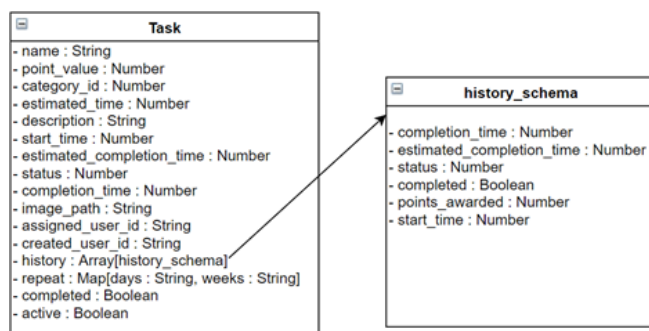 Task
- name : String
- point_value : Number
- category_id : Number
- estimated_time : Number
- description : String
- start_time : Number
- estimated_completion_time : Number
- status : Number
- completion_time : Number
- image_path : String
- assigned_user_id : String
- created_user_id : String
- history : Array[history_schema]
- repeat : Map[days : String, weeks : String]
- completed : Boolean
- active : Boolean
history_schema
- completion_time : Number
- estimated_completion_time : Number
- status : Number
- completed : Boolean
- points_awarded : Number
- start_time : Number